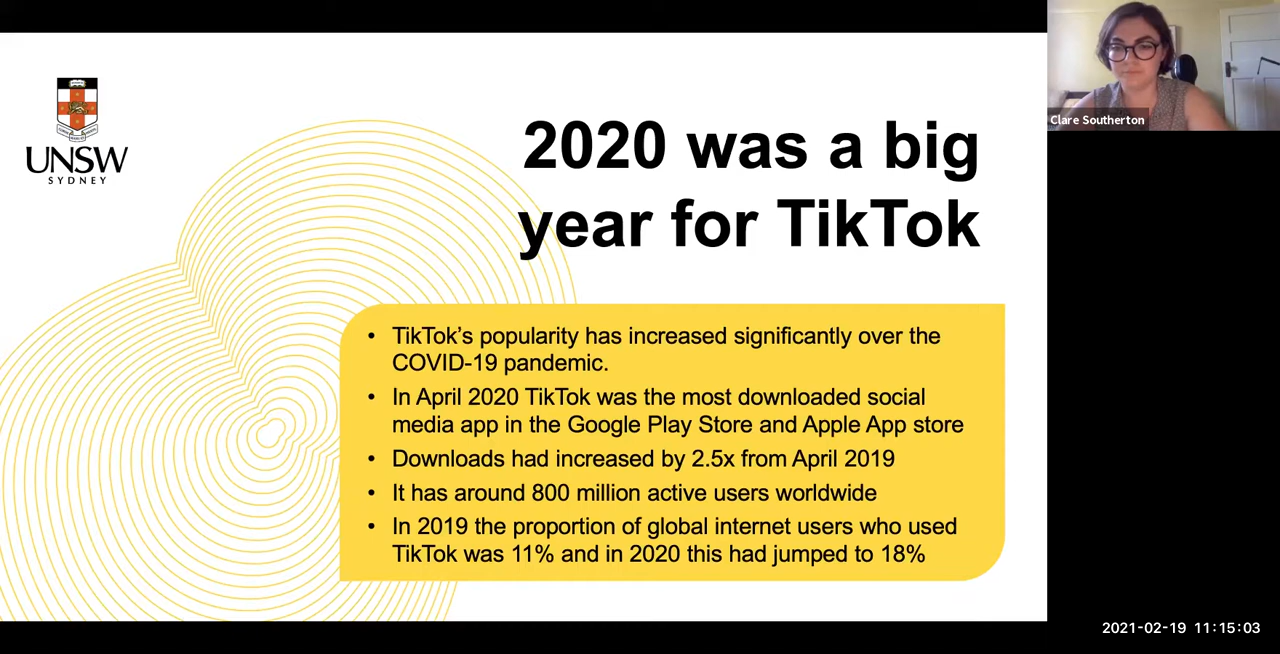 UNSW
SYDNEY
2020 was a big
year for TikTok
• TikTok’s popularity has increased significantly over the
COVID-19 pandemic.
• In April 2020 TikTok was the most downloaded social
media app in the Google Play Store and Apple App store
• Downloads had increased by 2.5x from April 2019
• It has around 800 million active users worldwide
• In 2019 the proportion of global internet users who used
TikTok was 11% and in 2020 this had jumped to 18%
Clare Southerton
2021-02-19 11:15:03